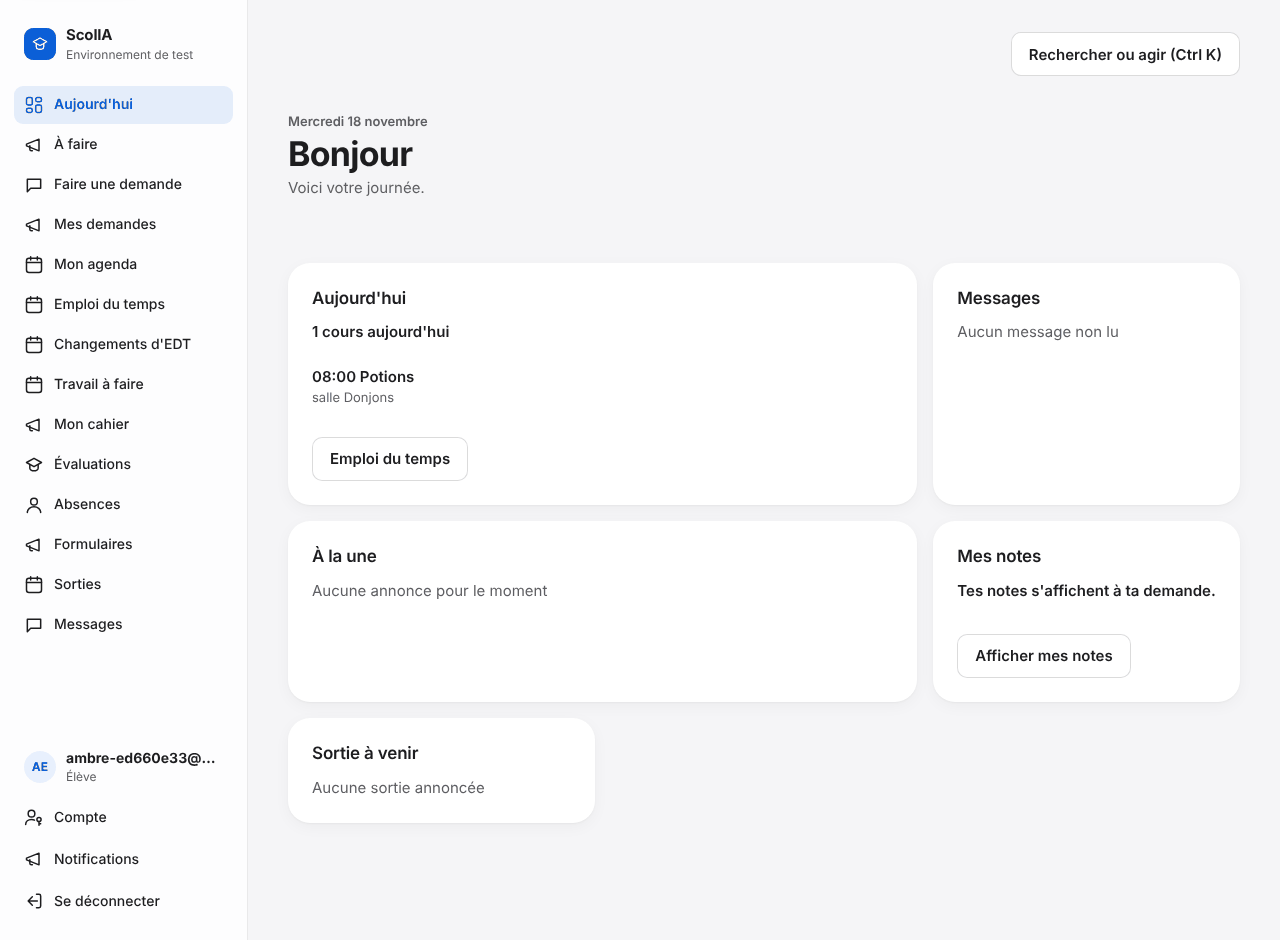 ScolIA
Environnement de test
Aujourd'hui
À faire
Faire une demande
Mes demandes
Mon agenda
Emploi du temps
Changements d'EDT
Travail à faire
Mon cahier
Évaluations
Absences
Formulaires
Sorties
Messages
AE
ambre-ed660e33@...
Élève
Compte
Notifications
Se déconnecter
Rechercher ou agir (Ctrl K)
Mercredi 18 novembre
Bonjour
Voici votre journée.
Aujourd'hui
1 cours aujourd'hui
08:00 Potions
salle Donjons
Emploi du temps
Messages
Aucun message non lu
À la une
Aucune annonce pour le moment
Mes notes
Tes notes s'affichent à ta demande.
Afficher mes notes
Sortie à venir
Aucune sortie annoncée